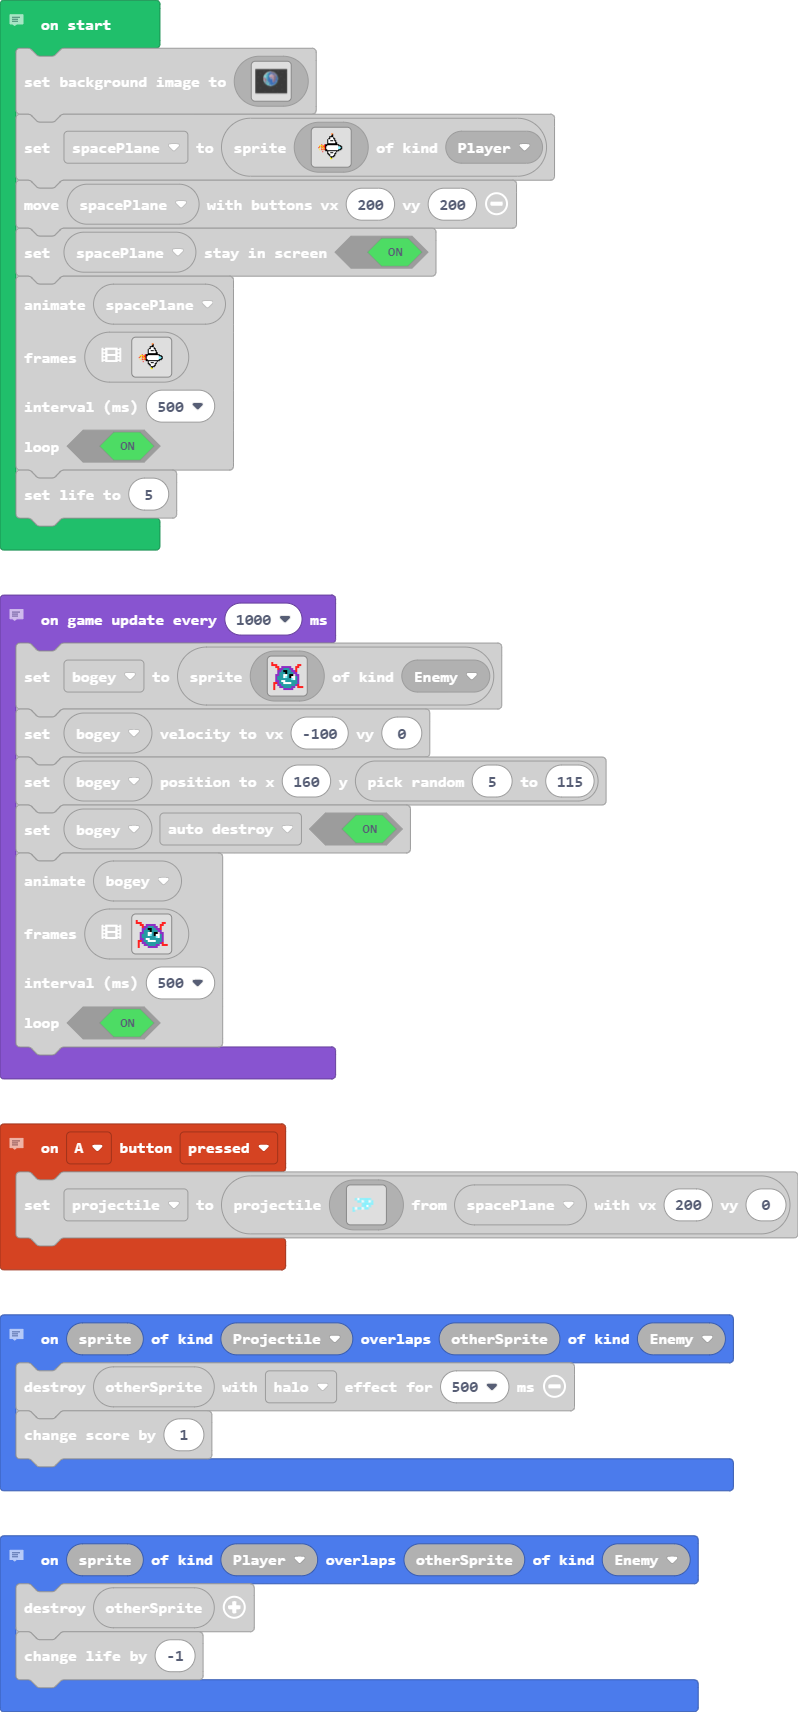 on start
set background image to
set spacePlane to sprite of kind Player
move spacePlane with buttons vx 200 vy 200
set spacePlane stay in screen ON
animate spacePlane
frames
interval (ms) 500
loop ON
set life to 5
on game update every 1000 ms
set bogey to sprite of kind Enemy
set bogey velocity to vx -100 vy 0
set bogey position to x 160 y pick random 5 to 115
set bogey auto destroy ON
animate bogey
frames
interval (ms) 500
loop ON
on A button pressed
set projectile to projectile from spacePlane with vx 200 vy 0
on sprite of kind Projectile overlaps otherSprite of kind Enemy
destroy otherSprite with halo effect for 500 ms
change score by 1
on sprite of kind Player overlaps otherSprite of kind Enemy
destroy otherSprite
change life by -1